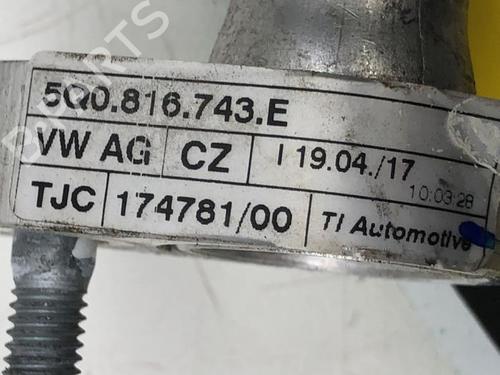 5Q0.816.743.E
VW AG CZ I 19.04./17
10:03:28
TJC 174781/00 TI Automotive